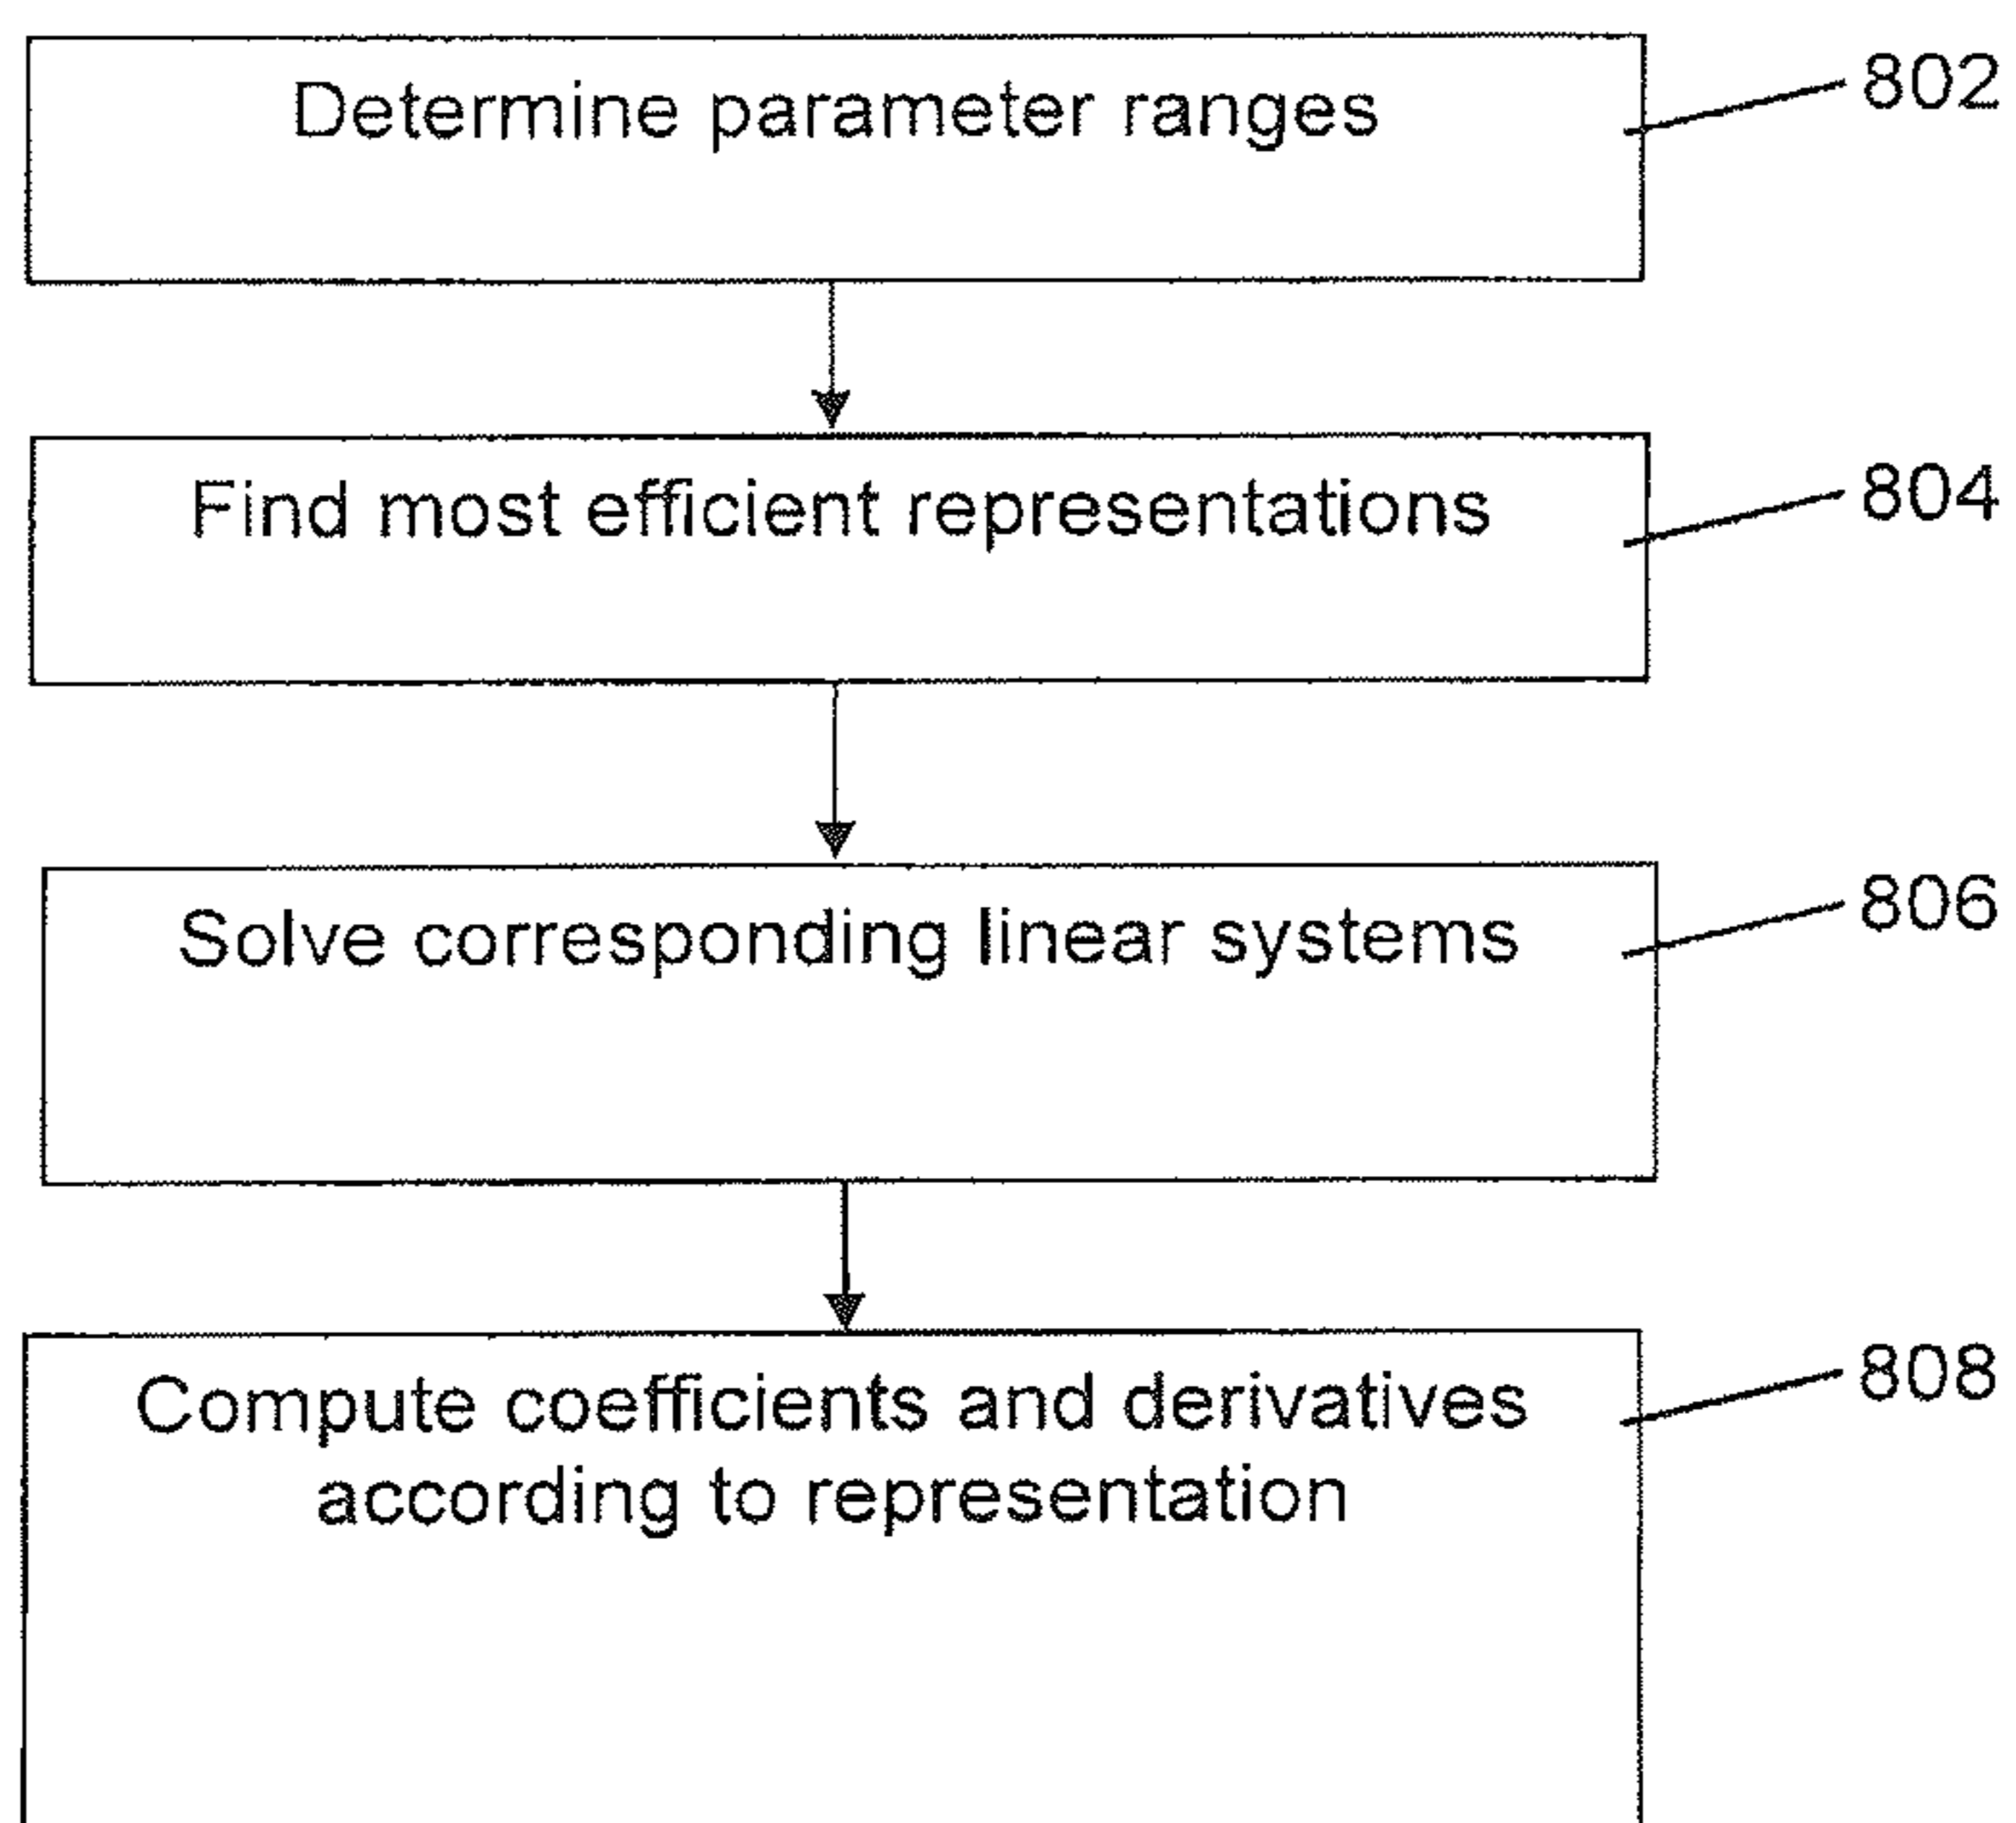 Determine parameter ranges
802
Find most efficient representations
804
Solve corresponding linear systems
806
Compute coefficients and derivatives
according to representation
808